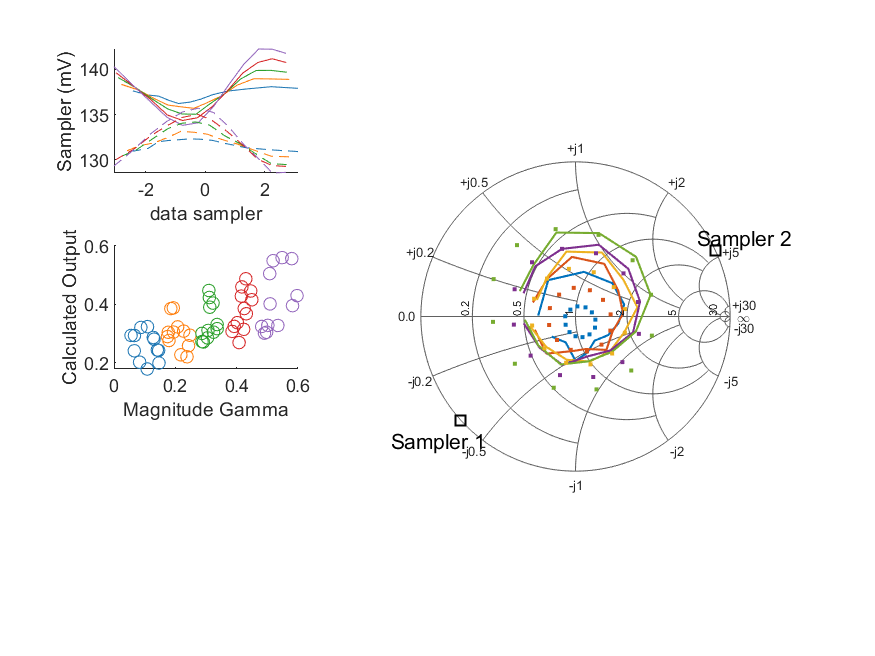 Sampler (mV)
140
135
130
-2
0
2
data sampler
Calculated Output
0.6
0.4
0.2
0
0.2
0.4
0.6
Magnitude Gamma
+j1
+j0.5
+j2
+j0.2
Sampler 2
+j5
0.0
0.2
0.5
1
2
5
30
+j30
∞
-j30
-j0.2
-j5
Sampler 1
-j0.5
-j2
-j1